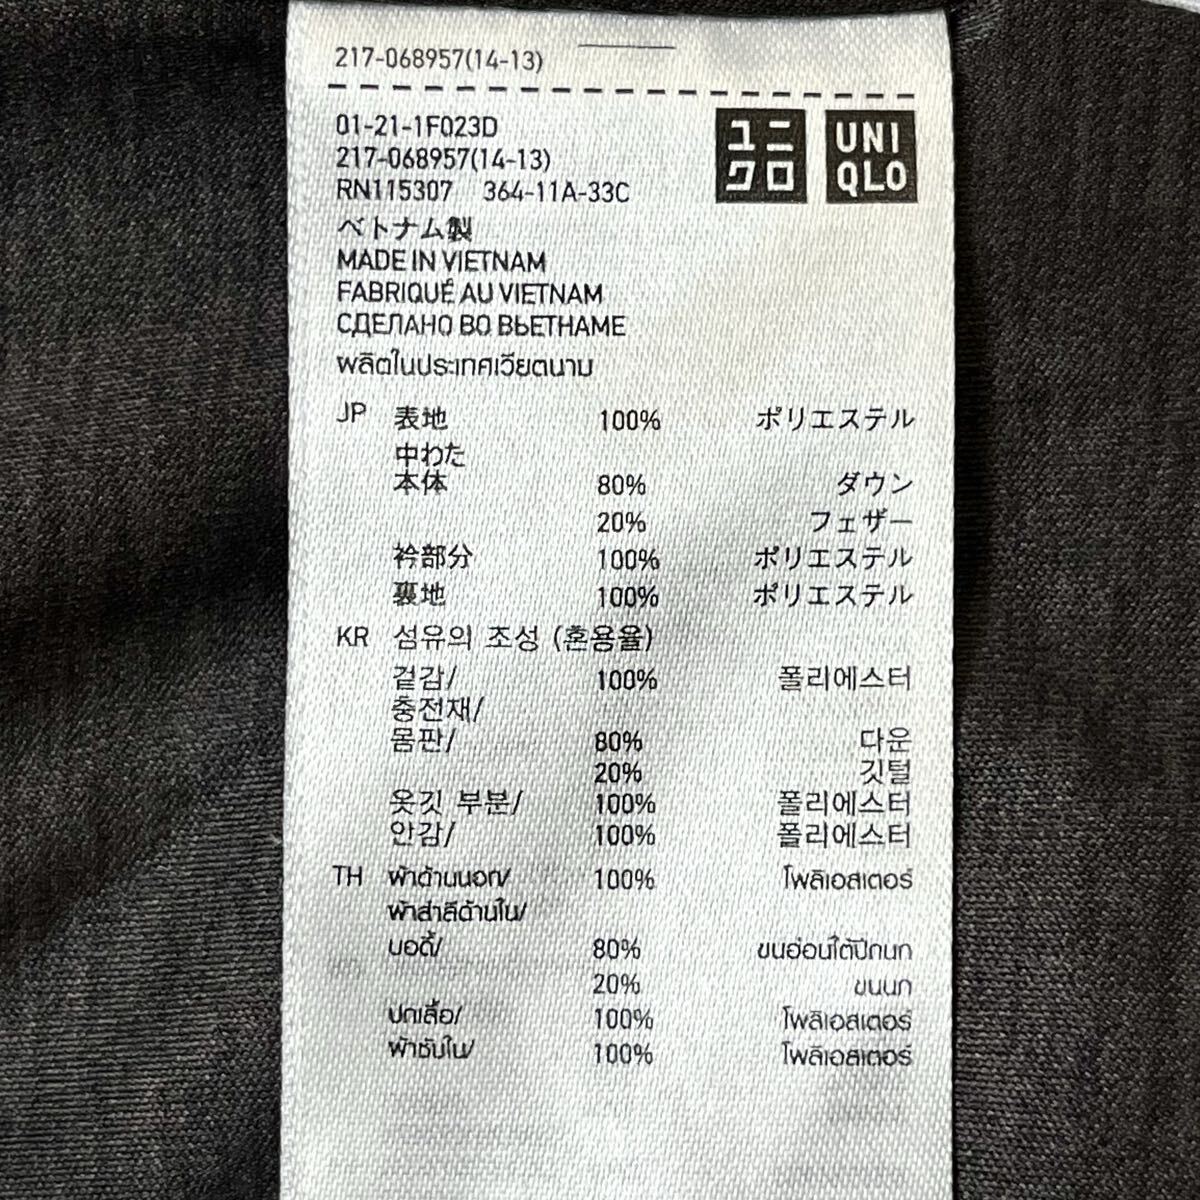 217-068957(14-13)
01-21-1F023D
217-068957(14-13)
RN115307 364-11A-33C
ユニ
クロ
UNI
QLO
ベトナム製
MADE IN VIETNAM
FABRIQUÉ AU VIETNAM
СДЕЛАНО ВО ВЬЕТНАМЕ
ผลิตในประเทศเวียดนาม
JP 表地 100% ポリエステル
中わた
本体 80% ダウン
20% フェザー
衿部分 100% ポリエステル
裏地 100% ポリエステル
KR 섬유의 조성 (혼용율)
겉감/ 100% 폴리에스터
충전재/
몸판/ 80% 다운
20% 깃털
옷깃 부분/ 100% 폴리에스터
안감/ 100% 폴리에스터
TH ผ้าด้านนอก/ 100% โพลิเอสเตอร์
ผ้าสำลีด้านใน/
บอดี้/ 80% ขนอ่อนใต้ปีกนก
20% ขนนก
ปกเสื้อ/ 100% โพลิเอสเตอร์
ผ้าซับใน/ 100% โพลิเอสเตอร์